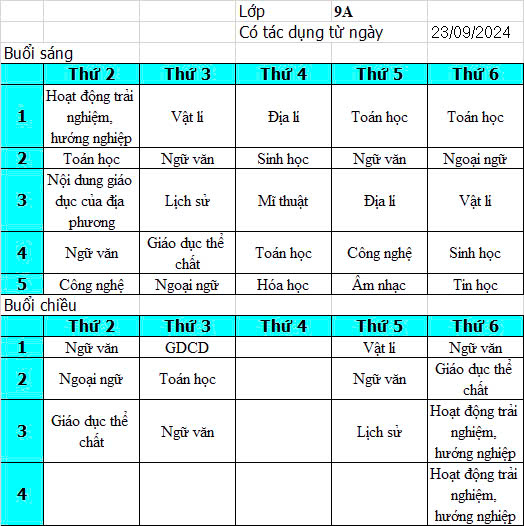 Lớp 9A
Có tác dụng từ ngày 23/09/2024
Buổi sáng
Thứ 2 Thứ 3 Thứ 4 Thứ 5 Thứ 6
1 Hoạt động trải nghiệm, hướng nghiệp Vật lí Địa lí Toán học Toán học
2 Toán học Ngữ văn Sinh học Ngữ văn Ngoại ngữ
3 Nội dung giáo dục của địa phương Lịch sử Mĩ thuật Địa lí Vật lí
4 Ngữ văn Giáo dục thể chất Toán học Công nghệ Sinh học
5 Công nghệ Ngoại ngữ Hóa học Âm nhạc Tin học
Buổi chiều
Thứ 2 Thứ 3 Thứ 4 Thứ 5 Thứ 6
1 Ngữ văn GDCD Vật lí Ngữ văn
2 Ngoại ngữ Toán học Ngữ văn Giáo dục thể chất
3 Giáo dục thể chất Ngữ văn Lịch sử Hoạt động trải nghiệm, hướng nghiệp
4 Hoạt động trải nghiệm, hướng nghiệp